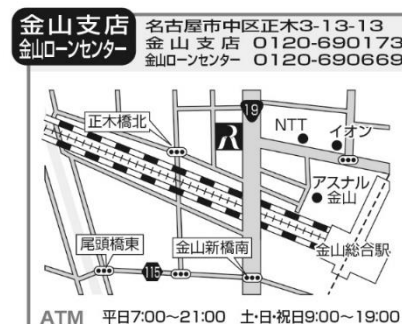 金山支店
金山ローンセンター
名古屋市中区正木3-13-13
金山支店 0120-690173
金山ローンセンター 0120-690669
正木橋北
19
R
NTT
イオン
アスナル
金山
尾頭橋東
115
金山新橋南
金山総合駅
ATM 平日7:00～21:00 土・日・祝日9:00～19:00